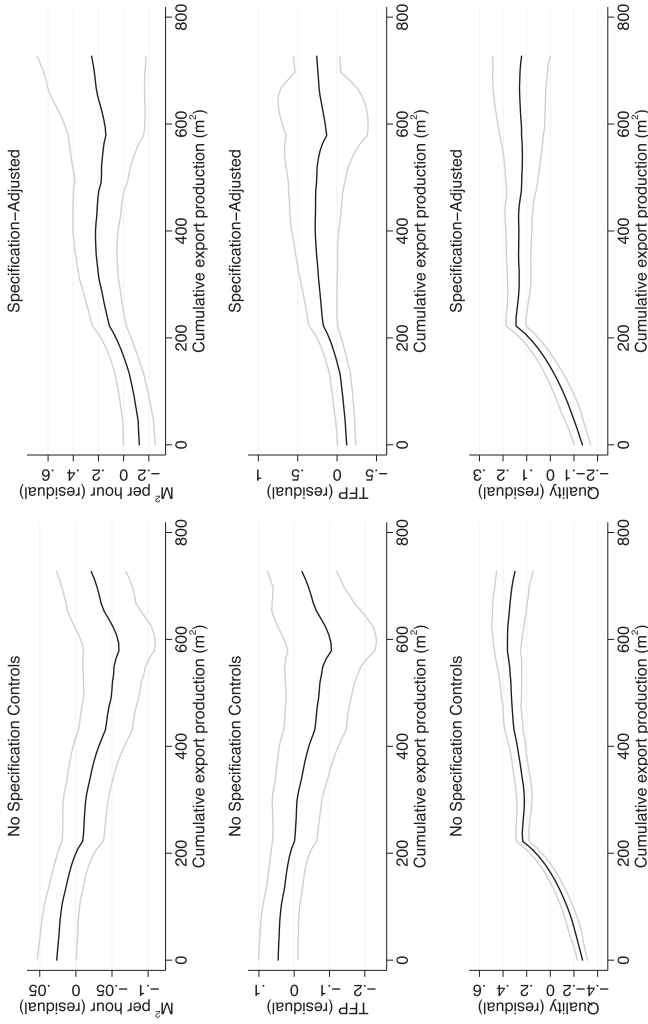 No Specification Controls
M² per hour (residual)
.05
0
−.05
−.1
0 200 400 600 800
Cumulative export production (m²)
Specification−Adjusted
M² per hour (residual)
.6
.4
.2
0
−.2
0 200 400 600 800
Cumulative export production (m²)
No Specification Controls
TFP (residual)
.1
0
−.1
−.2
0 200 400 600 800
Cumulative export production (m²)
Specification−Adjusted
TFP (residual)
1
.5
0
−.5
0 200 400 600 800
Cumulative export production (m²)
No Specification Controls
Quality (residual)
.6
.4
.2
0
−.2
−.4
0 200 400 600 800
Cumulative export production (m²)
Specification−Adjusted
Quality (residual)
.3
.2
.1
0
−.1
−.2
0 200 400 600 800
Cumulative export production (m²)